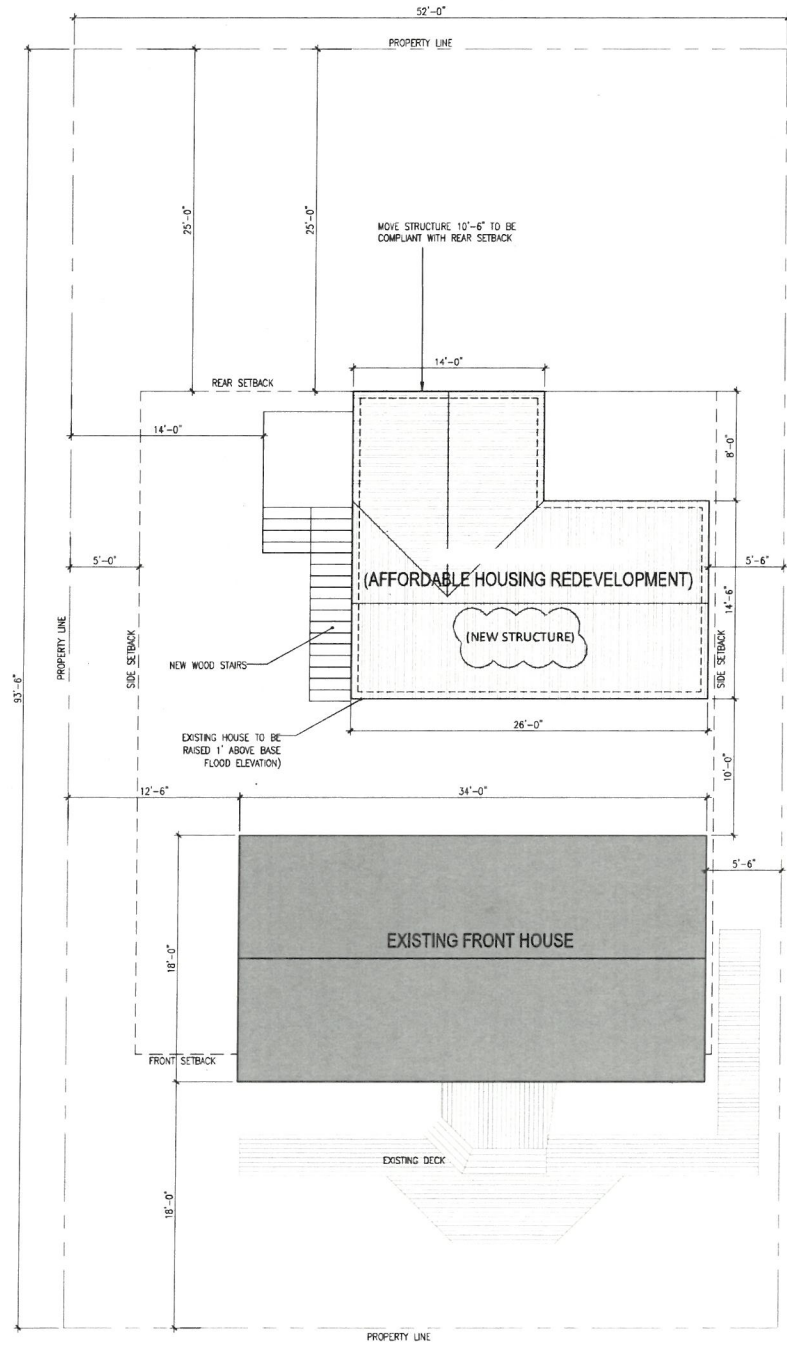 52'-0"
PROPERTY LINE
25'-0"
25'-0"
MOVE STRUCTURE 10'-6" TO BE
COMPLIANT WITH REAR SETBACK
14'-0"
REAR SETBACK
14'-0"
8'-0"
5'-0"
(AFFORDABLE HOUSING REDEVELOPMENT)
5'-6"
14'-6"
(NEW STRUCTURE)
PROPERTY LINE
SIDE SETBACK
SIDE SETBACK
NEW WOOD STAIRS
93'-6"
26'-0"
EXISTING HOUSE TO BE
RAISED 1' ABOVE BASE
FLOOD ELEVATION)
10'-0"
12'-6"
34'-0"
5'-6"
18'-0"
EXISTING FRONT HOUSE
FRONT SETBACK
EXISTING DECK
18'-0"
PROPERTY LINE